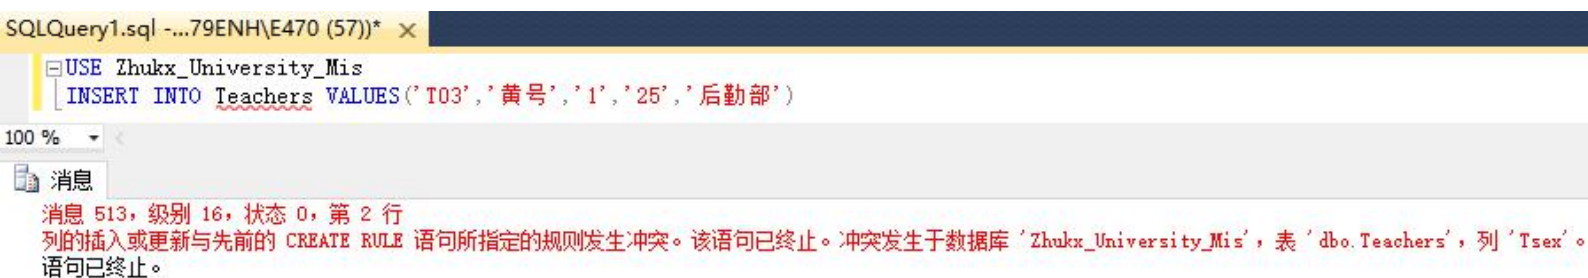 SQLQuery1.sql -...79ENH\E470 (57))* ×
USE Zhukx_University_Mis
INSERT INTO Teachers VALUES('T03','黄号','1','25','后勤部')
100 %
消息
消息 513，级别 16，状态 0，第 2 行
列的插入或更新与先前的 CREATE RULE 语句所指定的规则发生冲突。该语句已终止。冲突发生于数据库 'Zhukx_University_Mis'，表 'dbo.Teachers'，列 'Tsex'。
语句已终止。